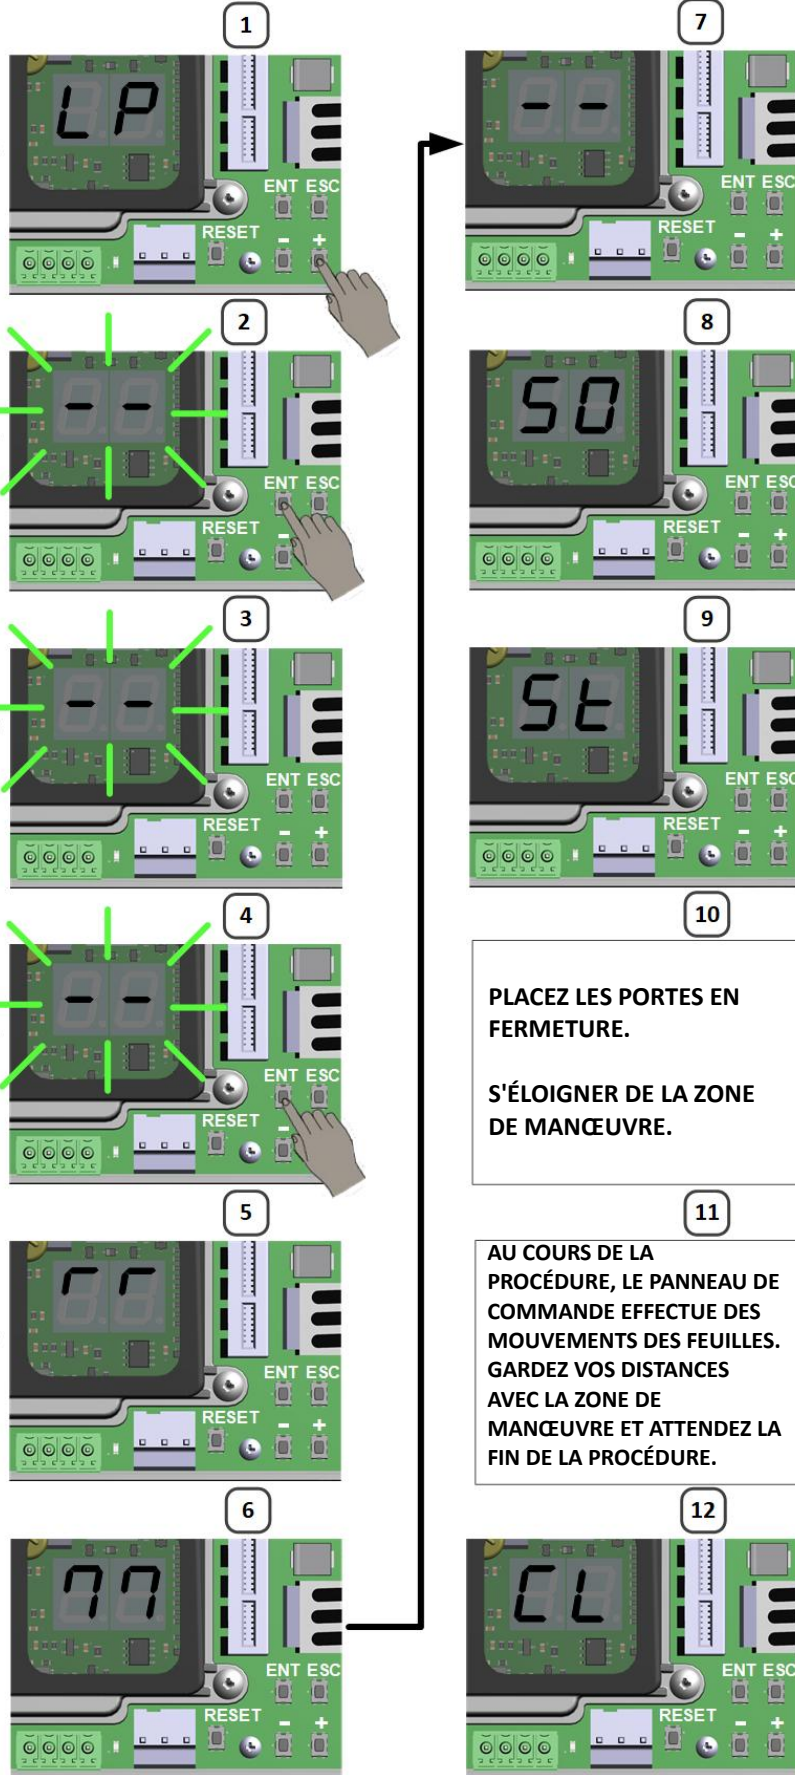 1
LP
ENT ESC
RESET - +
2
- -
ENT ESC
RESET -
3
- -
ENT ESC
RESET - +
4
- -
ENT ESC
RESET -
5
ENT ESC
RESET - +
6
ENT ESC
RESET - +
7
- -
ENT ESC
RESET - +
8
SO
ENT ESC
RESET - +
9
St
ENT ESC
RESET - +
10
PLACEZ LES PORTES EN
FERMETURE.
S'ÉLOIGNER DE LA ZONE
DE MANŒUVRE.
11
AU COURS DE LA
PROCÉDURE, LE PANNEAU DE
COMMANDE EFFECTUE DES
MOUVEMENTS DES FEUILLES.
GARDEZ VOS DISTANCES
AVEC LA ZONE DE
MANŒUVRE ET ATTENDEZ LA
FIN DE LA PROCÉDURE.
12
CL
ENT ESC
RESET - +